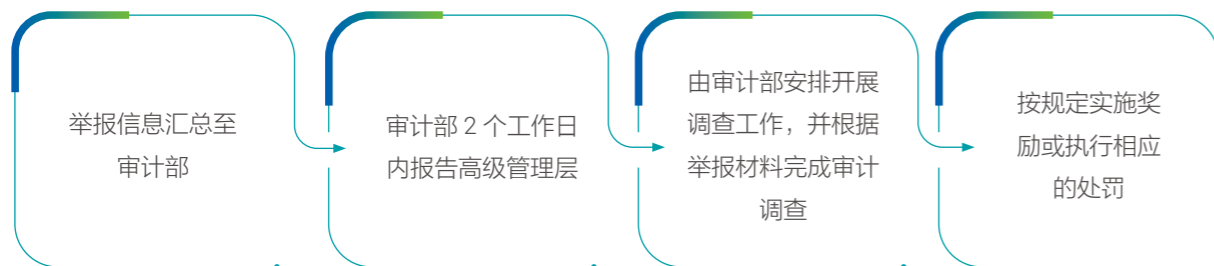 举报信息汇总至
审计部
审计部 2 个工作日
内报告高级管理层
由审计部安排开展
调查工作，并根据
举报材料完成审计
调查
按规定实施奖
励或执行相应
的处罚